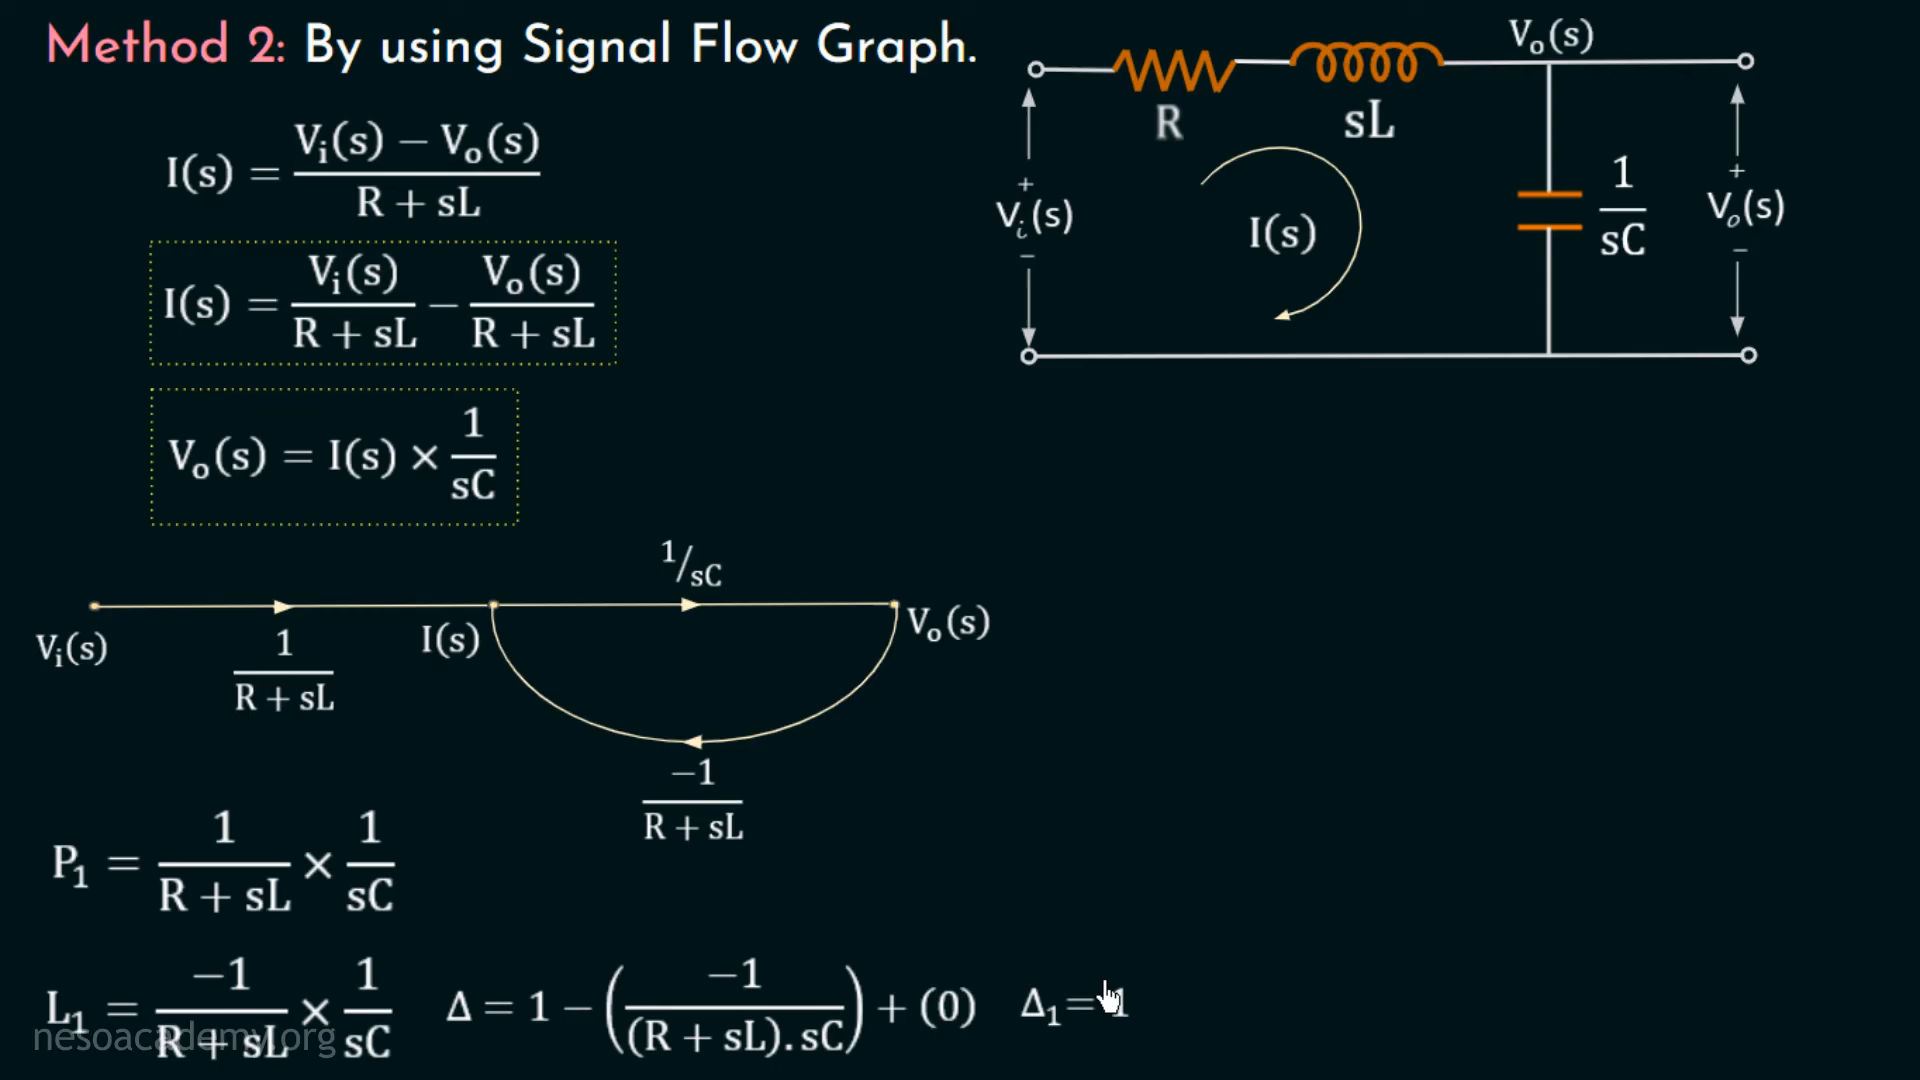 Method 2: By using Signal Flow Graph.
I(s) = (Vᵢ(s) − Vₒ(s)) / (R + sL)
I(s) = Vᵢ(s) / (R + sL) − Vₒ(s) / (R + sL)
Vₒ(s) = I(s) × 1/sC
Vₒ(s)
R
sL
+
Vᵢ(s)
−
I(s)
1/sC
+
Vₒ(s)
−
1/sC
Vᵢ(s)
1/(R + sL)
I(s)
Vₒ(s)
−1/(R + sL)
P₁ = 1/(R + sL) × 1/sC
L₁ = −1/(R + sL) × 1/sC
Δ = 1 − (−1/((R + sL).sC)) + (0)
Δ₁ = 1
nesoacademy.org